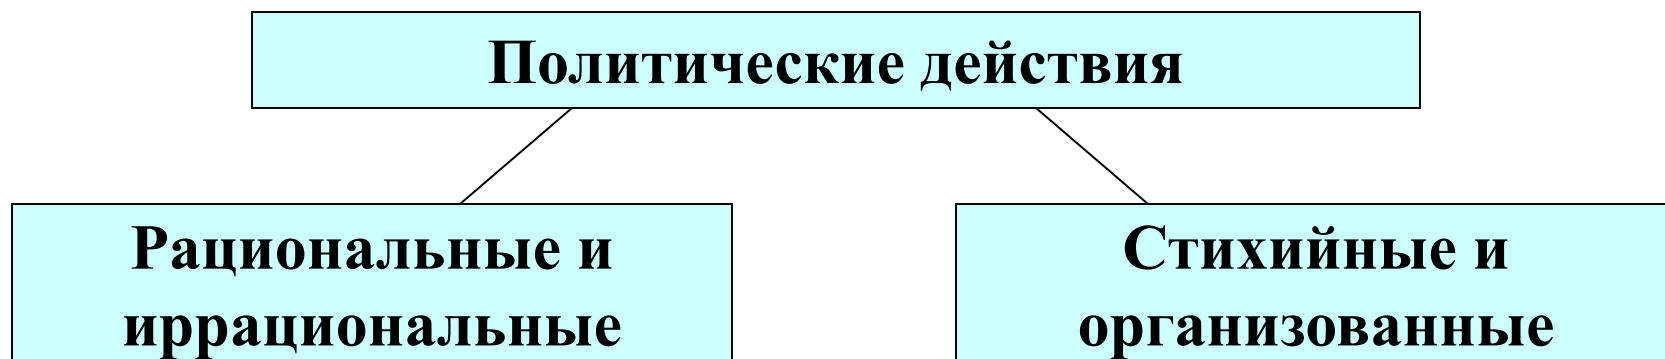 Политические действия
Рациональные и
иррациональные
Стихийные и
организованные